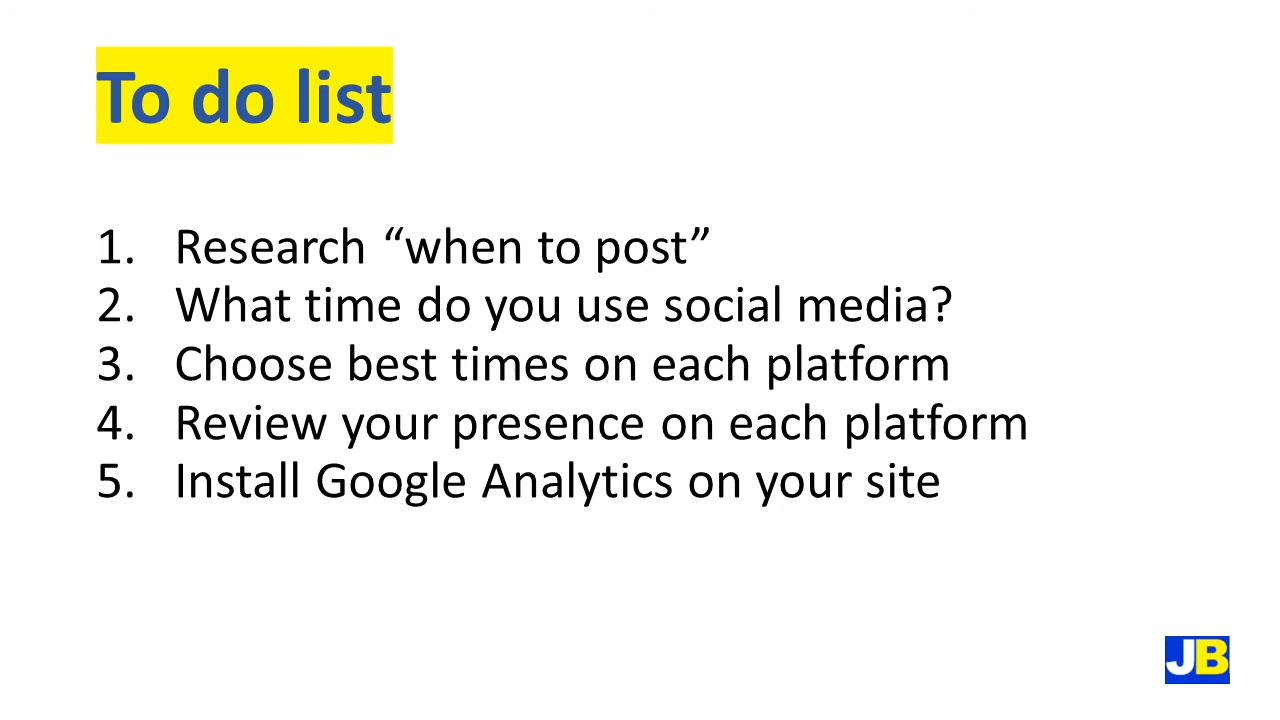 To do list
1. Research “when to post”
2. What time do you use social media?
3. Choose best times on each platform
4. Review your presence on each platform
5. Install Google Analytics on your site
JB